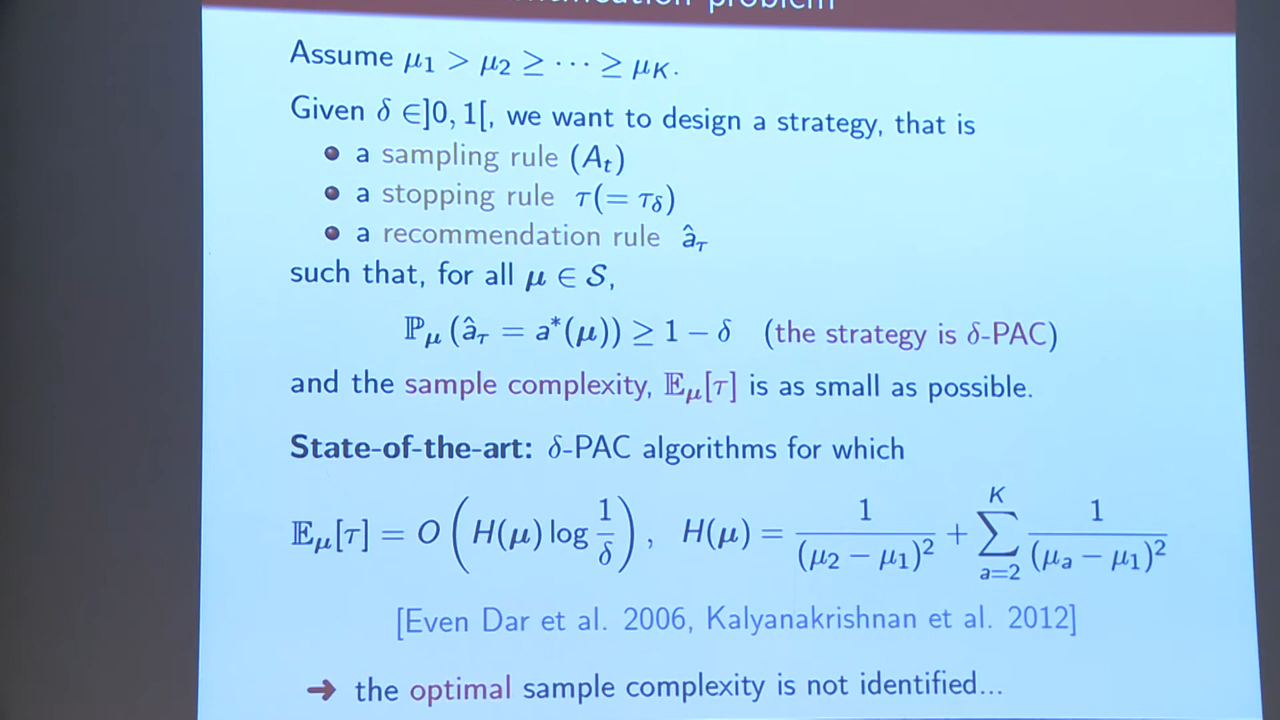 problem
Assume μ₁ > μ₂ ≥ ⋯ ≥ μ_K.
Given δ ∈]0, 1[, we want to design a strategy, that is
a sampling rule (A_t)
a stopping rule τ(= τ_δ)
a recommendation rule â_τ
such that, for all μ ∈ 𝒮,
ℙ_μ (â_τ = a*(μ)) ≥ 1 − δ (the strategy is δ-PAC)
and the sample complexity, 𝔼_μ[τ] is as small as possible.
State-of-the-art: δ-PAC algorithms for which
𝔼_μ[τ] = O (H(μ) log 1/δ), H(μ) = 1/(μ₂ − μ₁)² + ∑_{a=2}^{K} 1/(μ_a − μ₁)²
[Even Dar et al. 2006, Kalyanakrishnan et al. 2012]
➜ the optimal sample complexity is not identified...